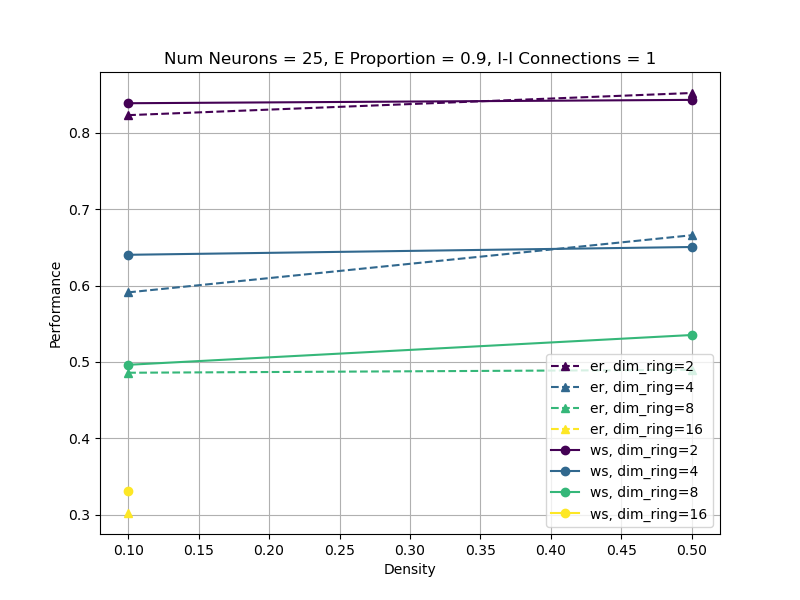 Num Neurons = 25, E Proportion = 0.9, I-I Connections = 1
Performance
0.8
0.7
0.6
0.5
0.4
0.3
er, dim_ring=2
er, dim_ring=4
er, dim_ring=8
er, dim_ring=16
ws, dim_ring=2
ws, dim_ring=4
ws, dim_ring=8
ws, dim_ring=16
0.10 0.15 0.20 0.25 0.30 0.35 0.40 0.45 0.50
Density